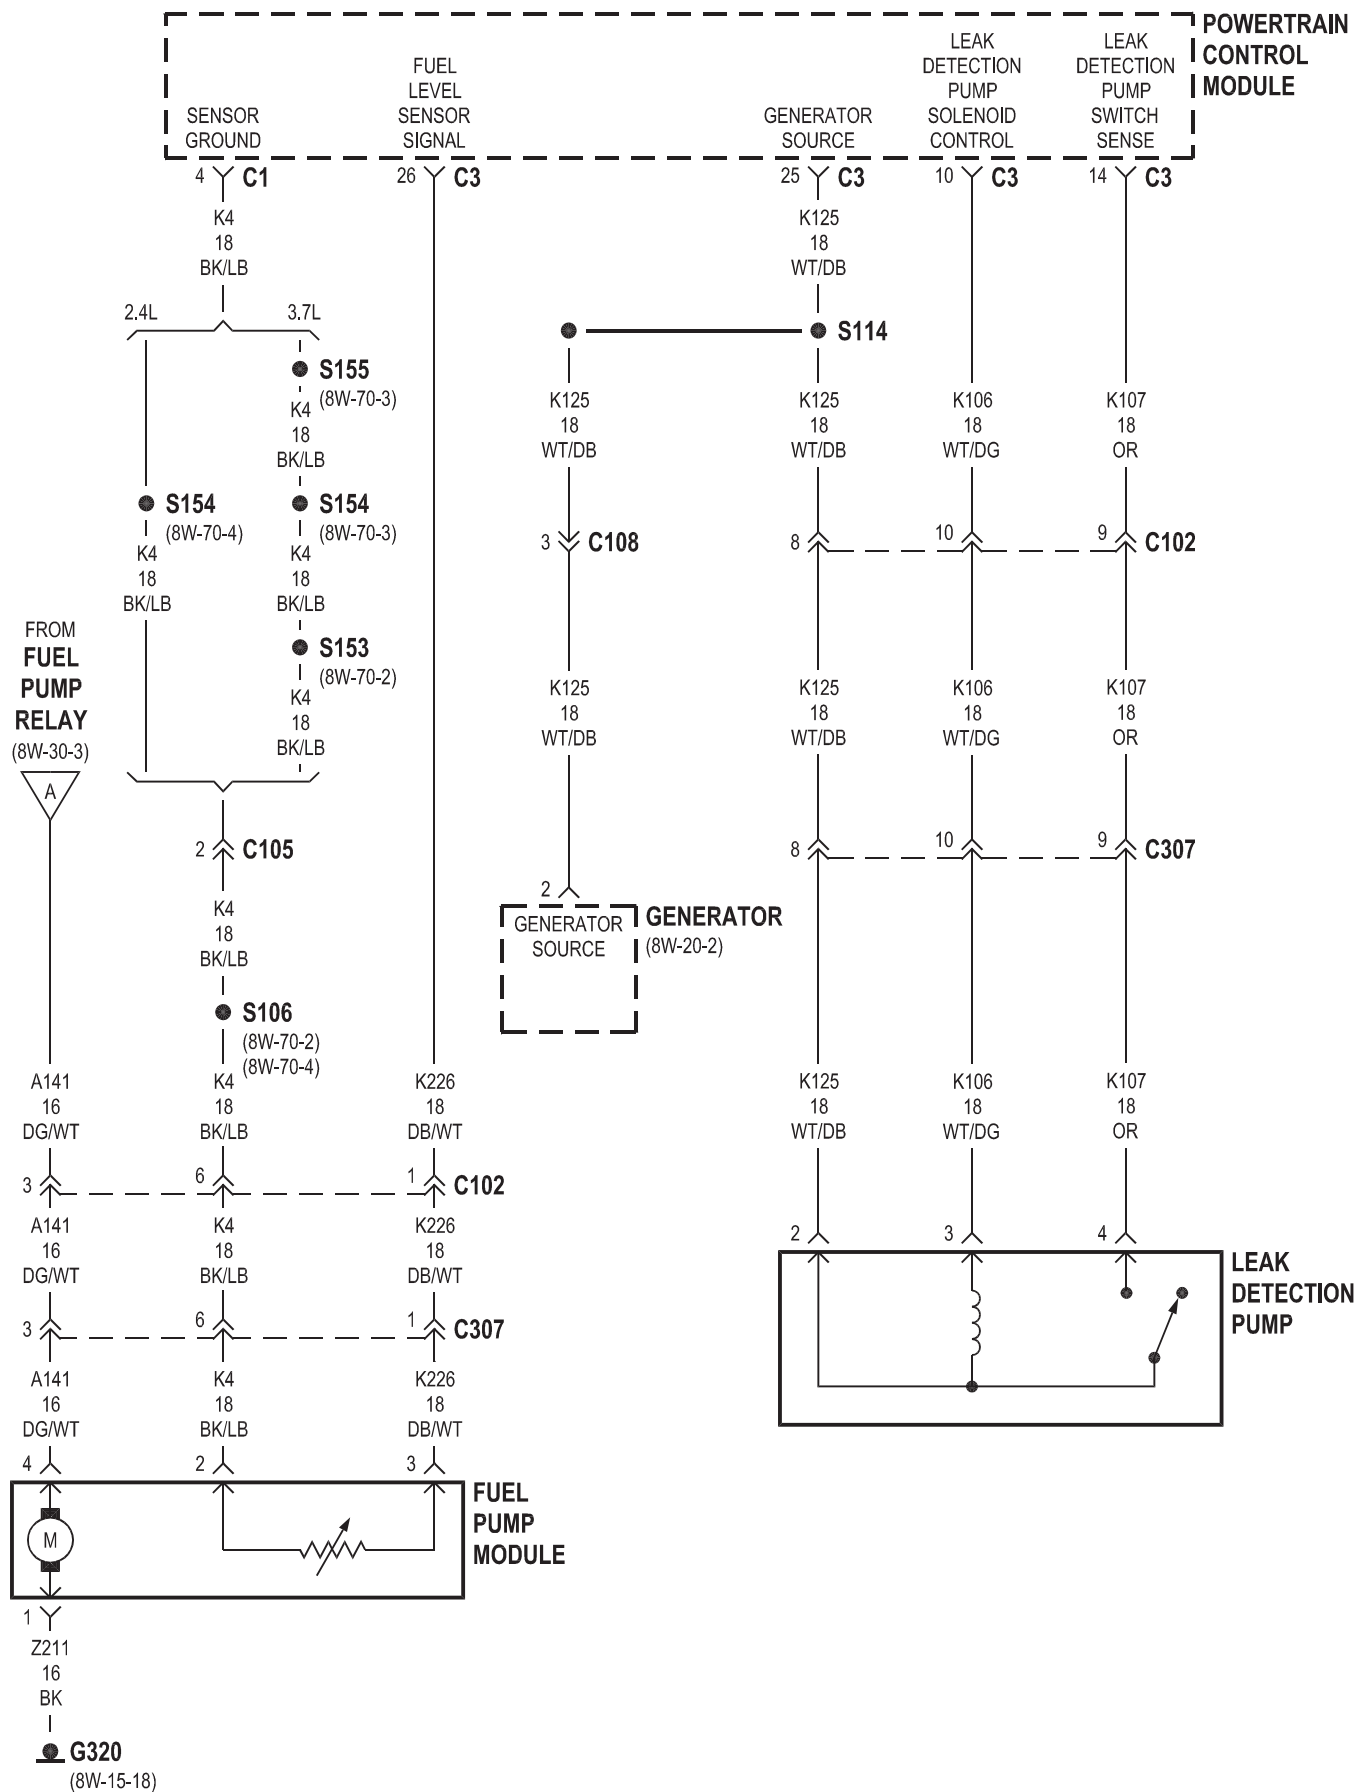 POWERTRAIN
CONTROL
MODULE
SENSOR
GROUND
FUEL
LEVEL
SENSOR
SIGNAL
GENERATOR
SOURCE
LEAK
DETECTION
PUMP
SOLENOID
CONTROL
LEAK
DETECTION
PUMP
SWITCH
SENSE
4 C1
26 C3
25 C3
10 C3
14 C3
K4
18
BK/LB
K125
18
WT/DB
2.4L
3.7L
S114
S155
(8W-70-3)
K4
18
BK/LB
K125
18
WT/DB
K125
18
WT/DB
K106
18
WT/DG
K107
18
OR
S154
(8W-70-4)
S154
(8W-70-3)
3 C108
8
10
9 C102
K4
18
BK/LB
K4
18
BK/LB
FROM
FUEL
PUMP
RELAY
(8W-30-3)
A
S153
(8W-70-2)
K4
18
BK/LB
K125
18
WT/DB
K125
18
WT/DB
K106
18
WT/DG
K107
18
OR
2 C105
8
10
9 C307
K4
18
BK/LB
2
GENERATOR
SOURCE
GENERATOR
(8W-20-2)
S106
(8W-70-2)
(8W-70-4)
A141
16
DG/WT
K4
18
BK/LB
K226
18
DB/WT
K125
18
WT/DB
K106
18
WT/DG
K107
18
OR
3
6
1 C102
A141
16
DG/WT
K4
18
BK/LB
K226
18
DB/WT
2
3
4
LEAK
DETECTION
PUMP
3
6
1 C307
A141
16
DG/WT
K4
18
BK/LB
K226
18
DB/WT
4
2
3
M
FUEL
PUMP
MODULE
1
Z211
16
BK
G320
(8W-15-18)